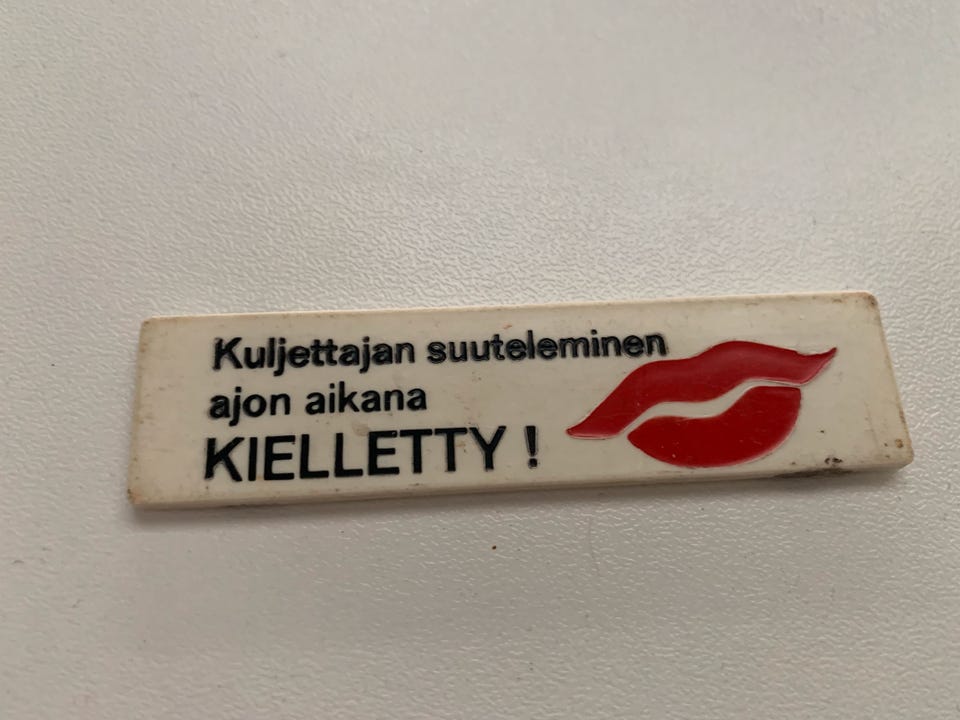 Kuljettajan suuteleminen
ajon aikana
KIELLETTY !